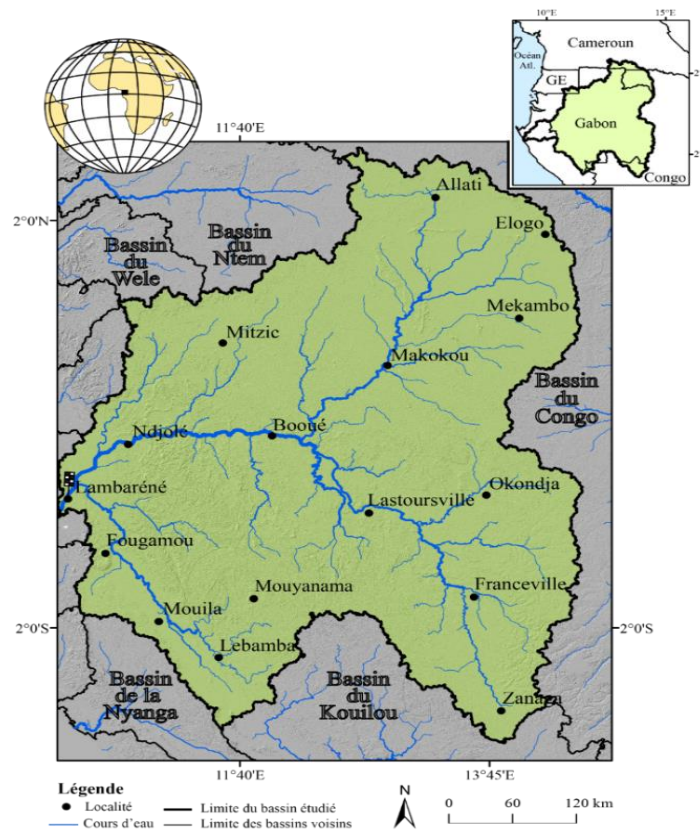 10°E
15°E
Océan
Atl.
Cameroun
GE
Gabon
Congo
2
2
11°40'E
2°0'N
Allati
Elogo
Bassin
du
Wele
Bassin
du
Ntem
Mekambo
Mitzic
Makokou
Bassin
du
Congo
Ndjolé
Booué
Lambaréné
Lastoursville
Okondja
Fougamou
Mouyanama
Franceville
Mouila
2°0'S
2°0'S
Lebamba
Bassin
de la
Nyanga
Bassin
du
Kouilou
Zanaga
11°40'E
13°45'E
Légende
Localité
Limite du bassin étudié
Cours d'eau
Limite des bassins voisins
N
0 60 120 km